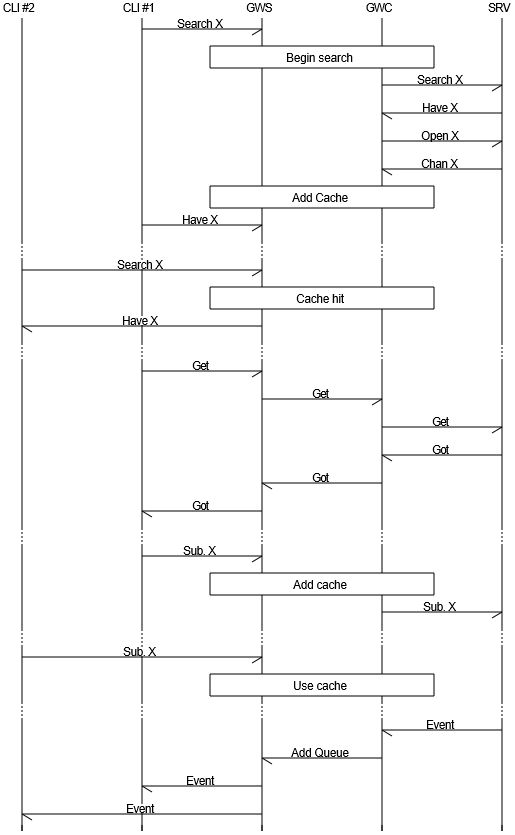 CLI #2 CLI #1 GWS GWC SRV
Search X
Begin search
Search X
Have X
Open X
Chan X
Add Cache
Have X
Search X
Cache hit
Have X
Get
Get
Get
Got
Got
Got
Sub. X
Add cache
Sub. X
Sub. X
Use cache
Event
Add Queue
Event
Event